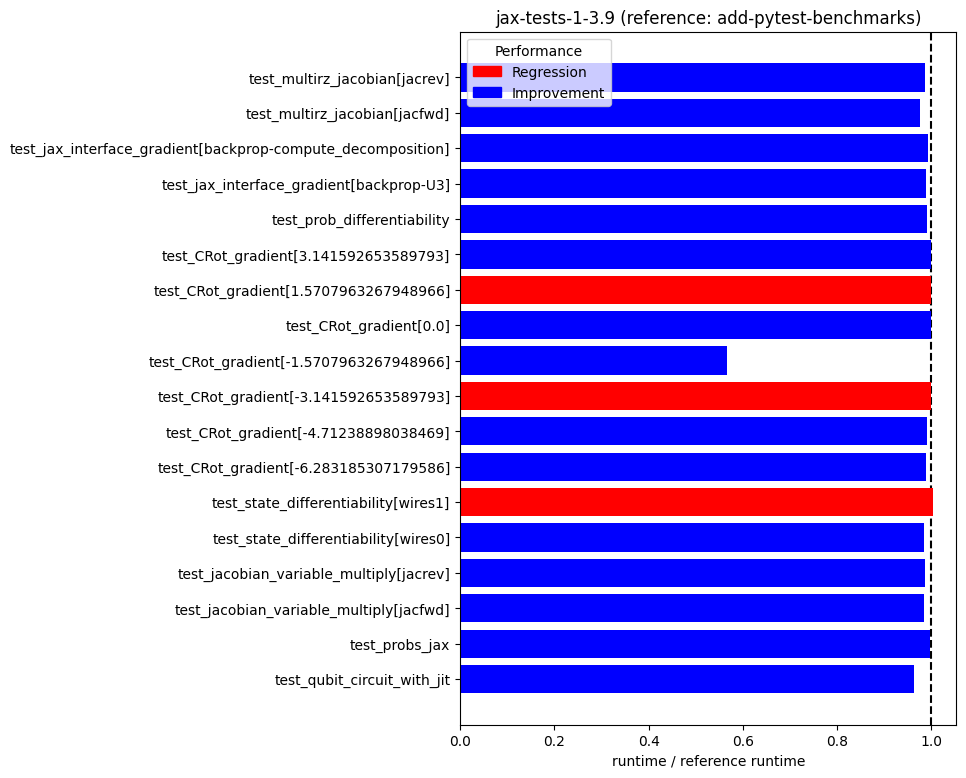 jax-tests-1-3.9 (reference: add-pytest-benchmarks)
Performance
Regression
Improvement
test_multirz_jacobian[jacrev]
test_multirz_jacobian[jacfwd]
test_jax_interface_gradient[backprop-compute_decomposition]
test_jax_interface_gradient[backprop-U3]
test_prob_differentiability
test_CRot_gradient[3.141592653589793]
test_CRot_gradient[1.5707963267948966]
test_CRot_gradient[0.0]
test_CRot_gradient[-1.5707963267948966]
test_CRot_gradient[-3.141592653589793]
test_CRot_gradient[-4.71238898038469]
test_CRot_gradient[-6.283185307179586]
test_state_differentiability[wires1]
test_state_differentiability[wires0]
test_jacobian_variable_multiply[jacrev]
test_jacobian_variable_multiply[jacfwd]
test_probs_jax
test_qubit_circuit_with_jit
0.0 0.2 0.4 0.6 0.8 1.0
runtime / reference runtime